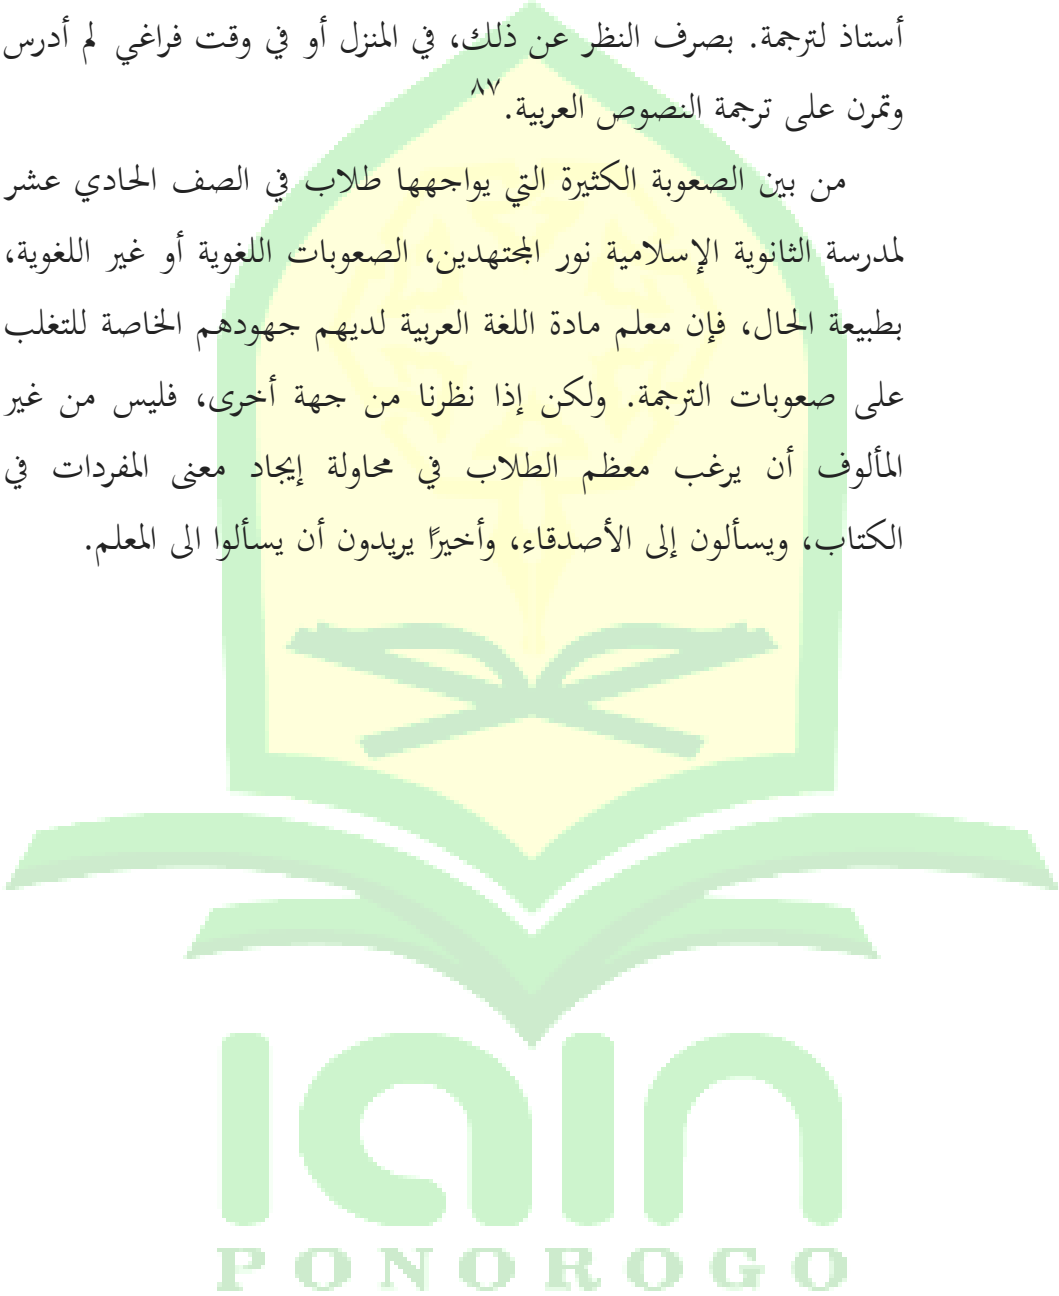 أستاذ لترجمة. بصرف النظر عن ذلك، في المنزل أو في وقت فراغي لم أدرس
وتمرن على ترجمة النصوص العربية.٨٧
من بين الصعوبة الكثيرة التي يواجهها طلاب في الصف الحادي عشر
لمدرسة الثانوية الإسلامية نور المجتهدين، الصعوبات اللغوية أو غير اللغوية،
بطبيعة الحال، فإن معلم مادة اللغة العربية لديهم جهودهم الخاصة للتغلب
على صعوبات الترجمة. ولكن إذا نظرنا من جهة أخرى، فليس من غير
المألوف أن يرغب معظم الطلاب في محاولة إيجاد معنى المفردات في
الكتاب، ويسألون إلى الأصدقاء، وأخيرًا يريدون أن يسألوا الى المعلم.
iain
PONOROGO